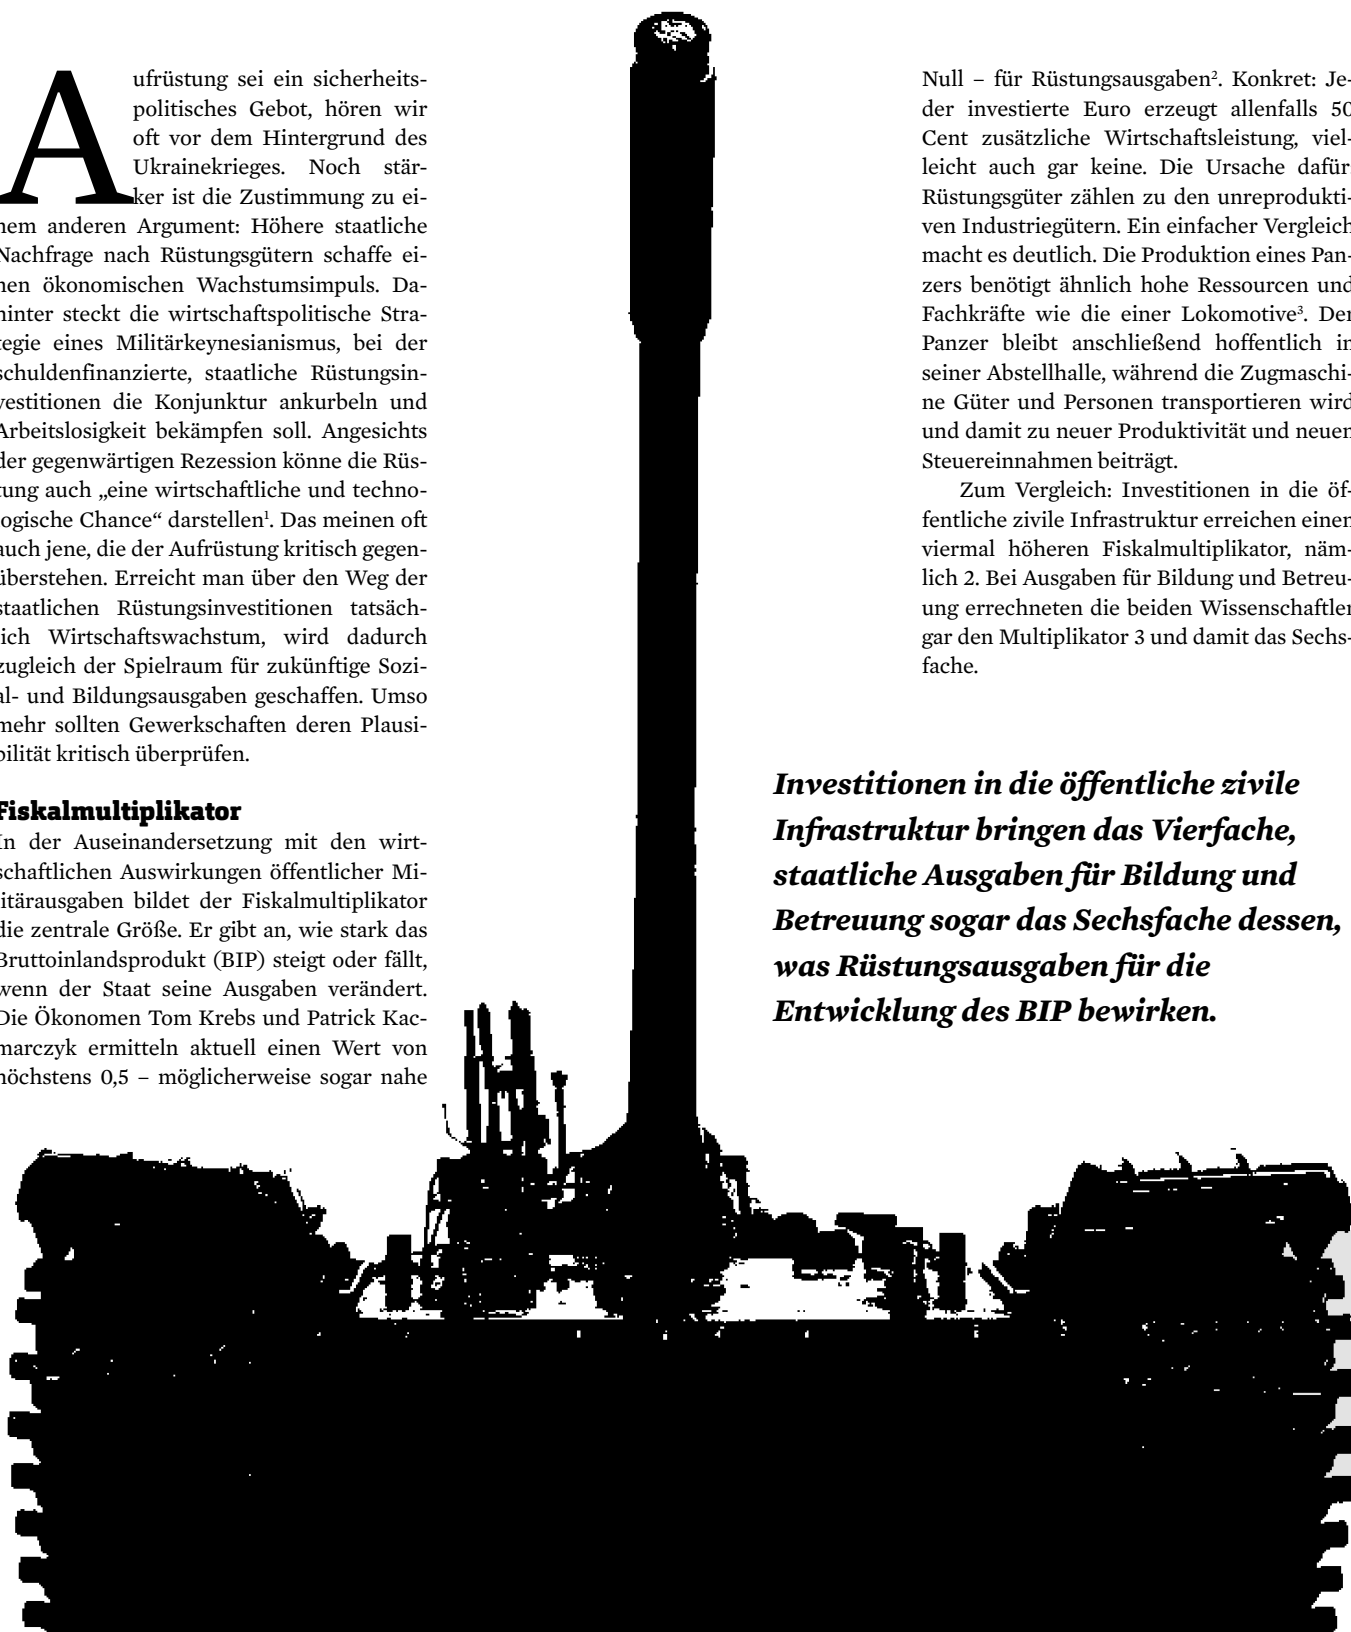 Aufrüstung sei ein sicherheits-
politisches Gebot, hören wir
oft vor dem Hintergrund des
Ukrainekrieges. Noch stär-
ker ist die Zustimmung zu ei-
nem anderen Argument: Höhere staatliche
Nachfrage nach Rüstungsgütern schaffe ei-
nen ökonomischen Wachstumsimpuls. Da-
hinter steckt die wirtschaftspolitische Stra-
tegie eines Militärkeynesianismus, bei der
schuldenfinanzierte, staatliche Rüstungsin-
vestitionen die Konjunktur ankurbeln und
Arbeitslosigkeit bekämpfen soll. Angesichts
der gegenwärtigen Rezession könne die Rüs-
tung auch „eine wirtschaftliche und techno-
logische Chance“ darstellen¹. Das meinen oft
auch jene, die der Aufrüstung kritisch gegen-
überstehen. Erreicht man über den Weg der
staatlichen Rüstungsinvestitionen tatsäch-
lich Wirtschaftswachstum, wird dadurch
zugleich der Spielraum für zukünftige Sozi-
al- und Bildungsausgaben geschaffen. Umso
mehr sollten Gewerkschaften deren Plausi-
bilität kritisch überprüfen.
Fiskalmultiplikator
In der Auseinandersetzung mit den wirt-
schaftlichen Auswirkungen öffentlicher Mi-
litärausgaben bildet der Fiskalmultiplikator
die zentrale Größe. Er gibt an, wie stark das
Bruttoinlandsprodukt (BIP) steigt oder fällt,
wenn der Staat seine Ausgaben verändert.
Die Ökonomen Tom Krebs und Patrick Kac-
marczyk ermitteln aktuell einen Wert von
höchstens 0,5 – möglicherweise sogar nahe
Null – für Rüstungsausgaben². Konkret: Je-
der investierte Euro erzeugt allenfalls 50
Cent zusätzliche Wirtschaftsleistung, viel-
leicht auch gar keine. Die Ursache dafür:
Rüstungsgüter zählen zu den unreprodukti-
ven Industriegütern. Ein einfacher Vergleich
macht es deutlich. Die Produktion eines Pan-
zers benötigt ähnlich hohe Ressourcen und
Fachkräfte wie die einer Lokomotive³. Der
Panzer bleibt anschließend hoffentlich in
seiner Abstellhalle, während die Zugmaschi-
ne Güter und Personen transportieren wird
und damit zu neuer Produktivität und neuen
Steuereinnahmen beiträgt.
Zum Vergleich: Investitionen in die öf-
fentliche zivile Infrastruktur erreichen einen
viermal höheren Fiskalmultiplikator, näm-
lich 2. Bei Ausgaben für Bildung und Betreu-
ung errechneten die beiden Wissenschaftler
gar den Multiplikator 3 und damit das Sechs-
fache.
Investitionen in die öffentliche zivile
Infrastruktur bringen das Vierfache,
staatliche Ausgaben für Bildung und
Betreuung sogar das Sechsfache dessen,
was Rüstungsausgaben für die
Entwicklung des BIP bewirken.